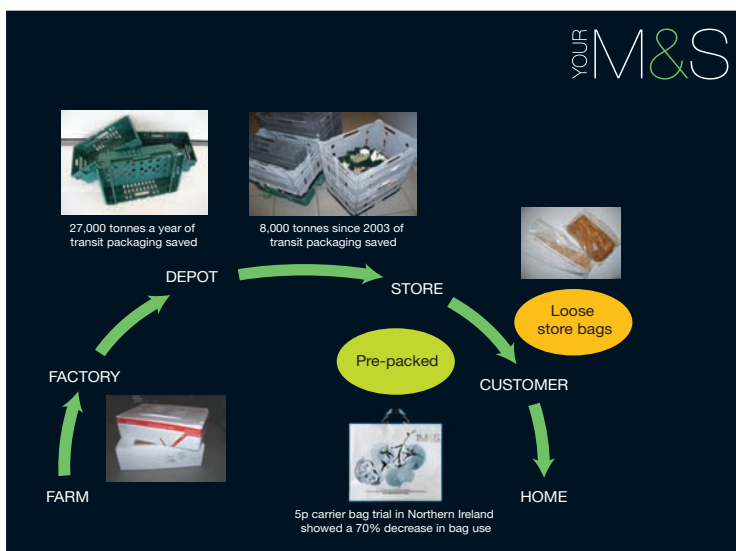 YOUR
M&S
27,000 tonnes a year of
transit packaging saved
8,000 tonnes since 2003 of
transit packaging saved
DEPOT
STORE
Loose
store bags
Pre-packed
FACTORY
CUSTOMER
FARM
HOME
5p carrier bag trial in Northern Ireland
showed a 70% decrease in bag use